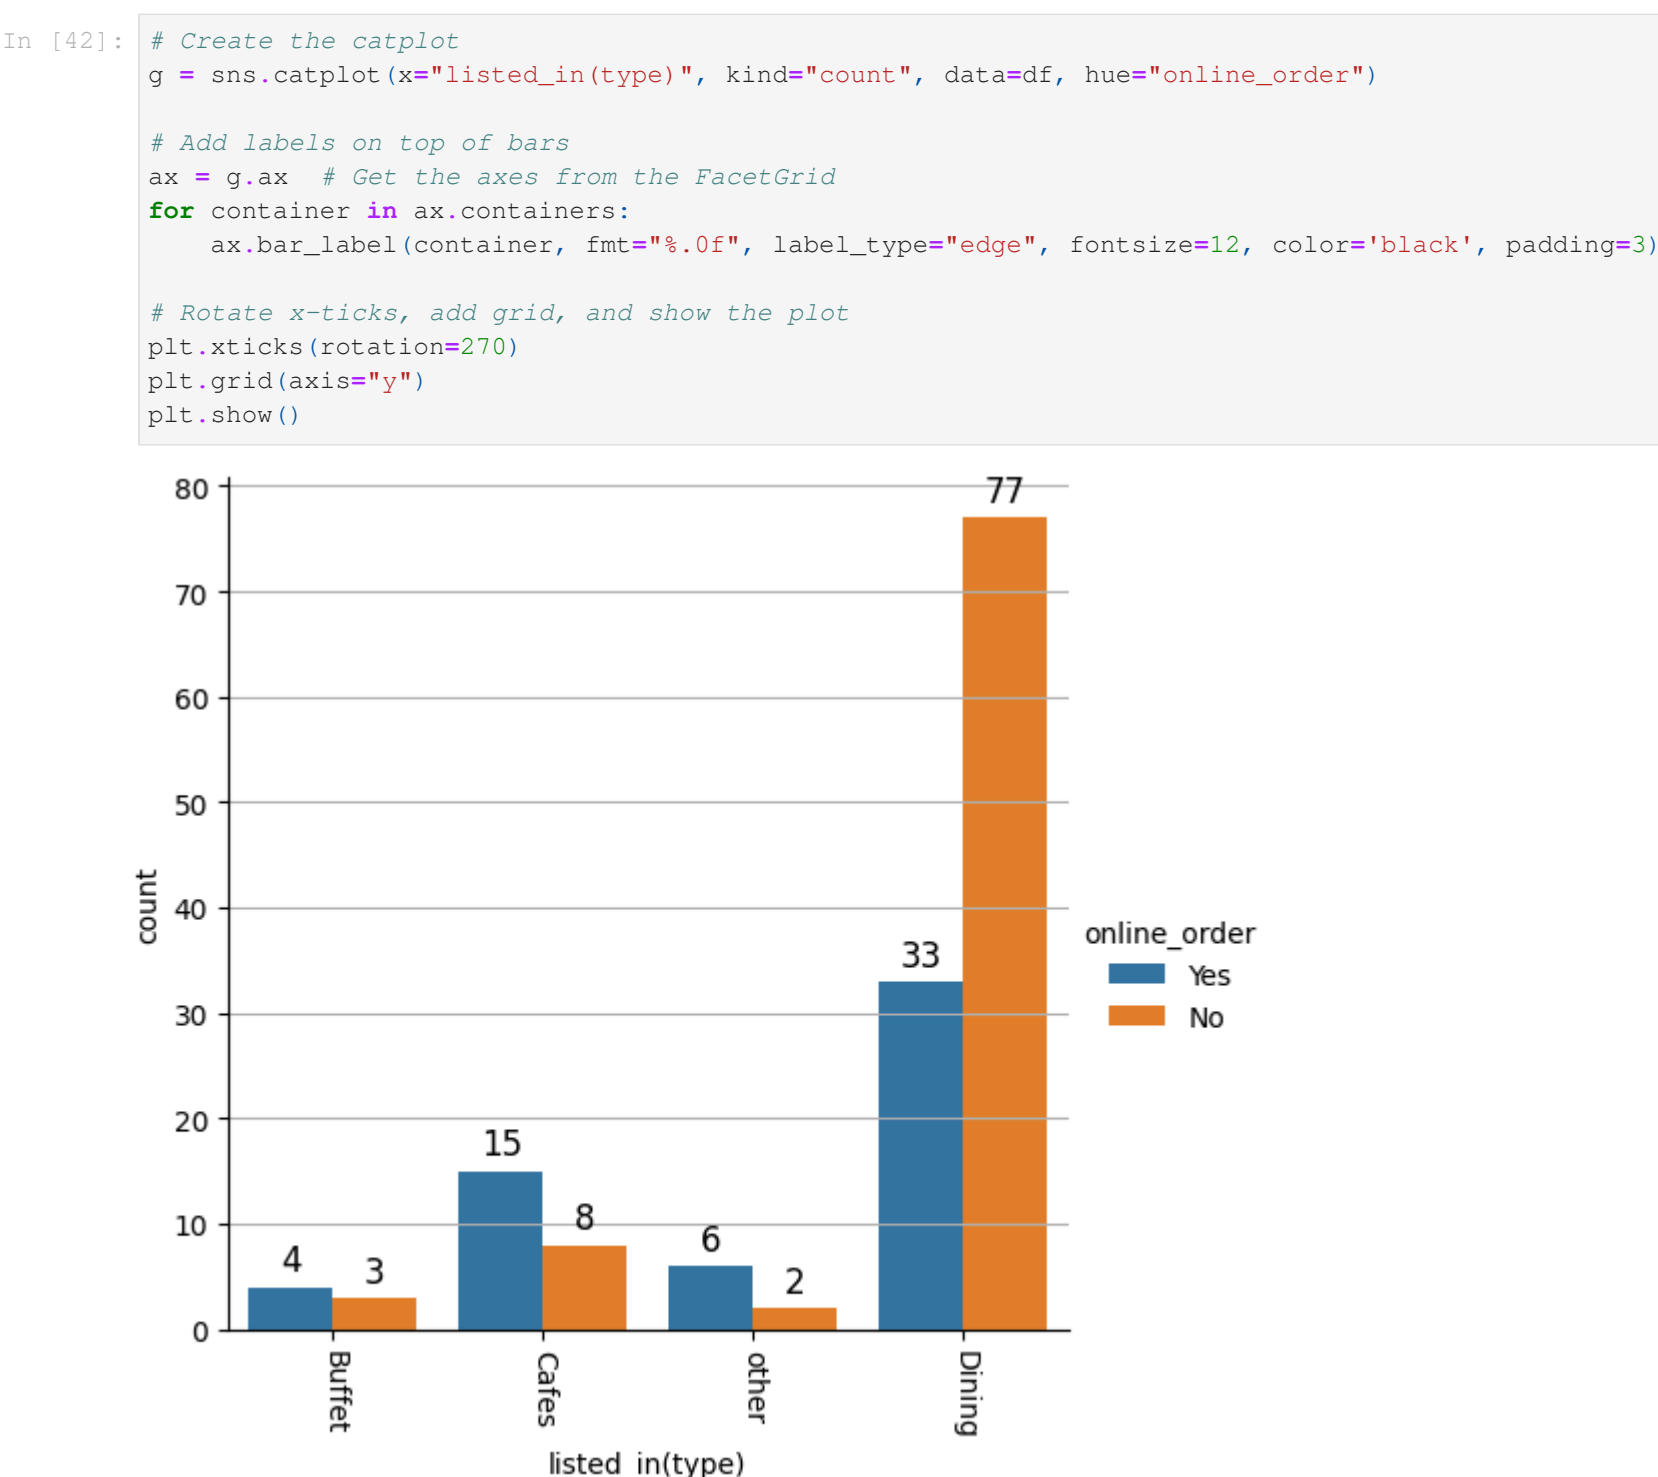 In [42]:
# Create the catplot
g = sns.catplot(x="listed_in(type)", kind="count", data=df, hue="online_order")

# Add labels on top of bars
ax = g.ax  # Get the axes from the FacetGrid
for container in ax.containers:
    ax.bar_label(container, fmt="%.0f", label_type="edge", fontsize=12, color='black', padding=3)

# Rotate x-ticks, add grid, and show the plot
plt.xticks(rotation=270)
plt.grid(axis="y")
plt.show()
80
70
60
50
40
30
20
10
0
count
4
3
15
8
6
2
33
77
Buffet
Cafes
other
Dining
listed_in(type)
online_order
Yes
No